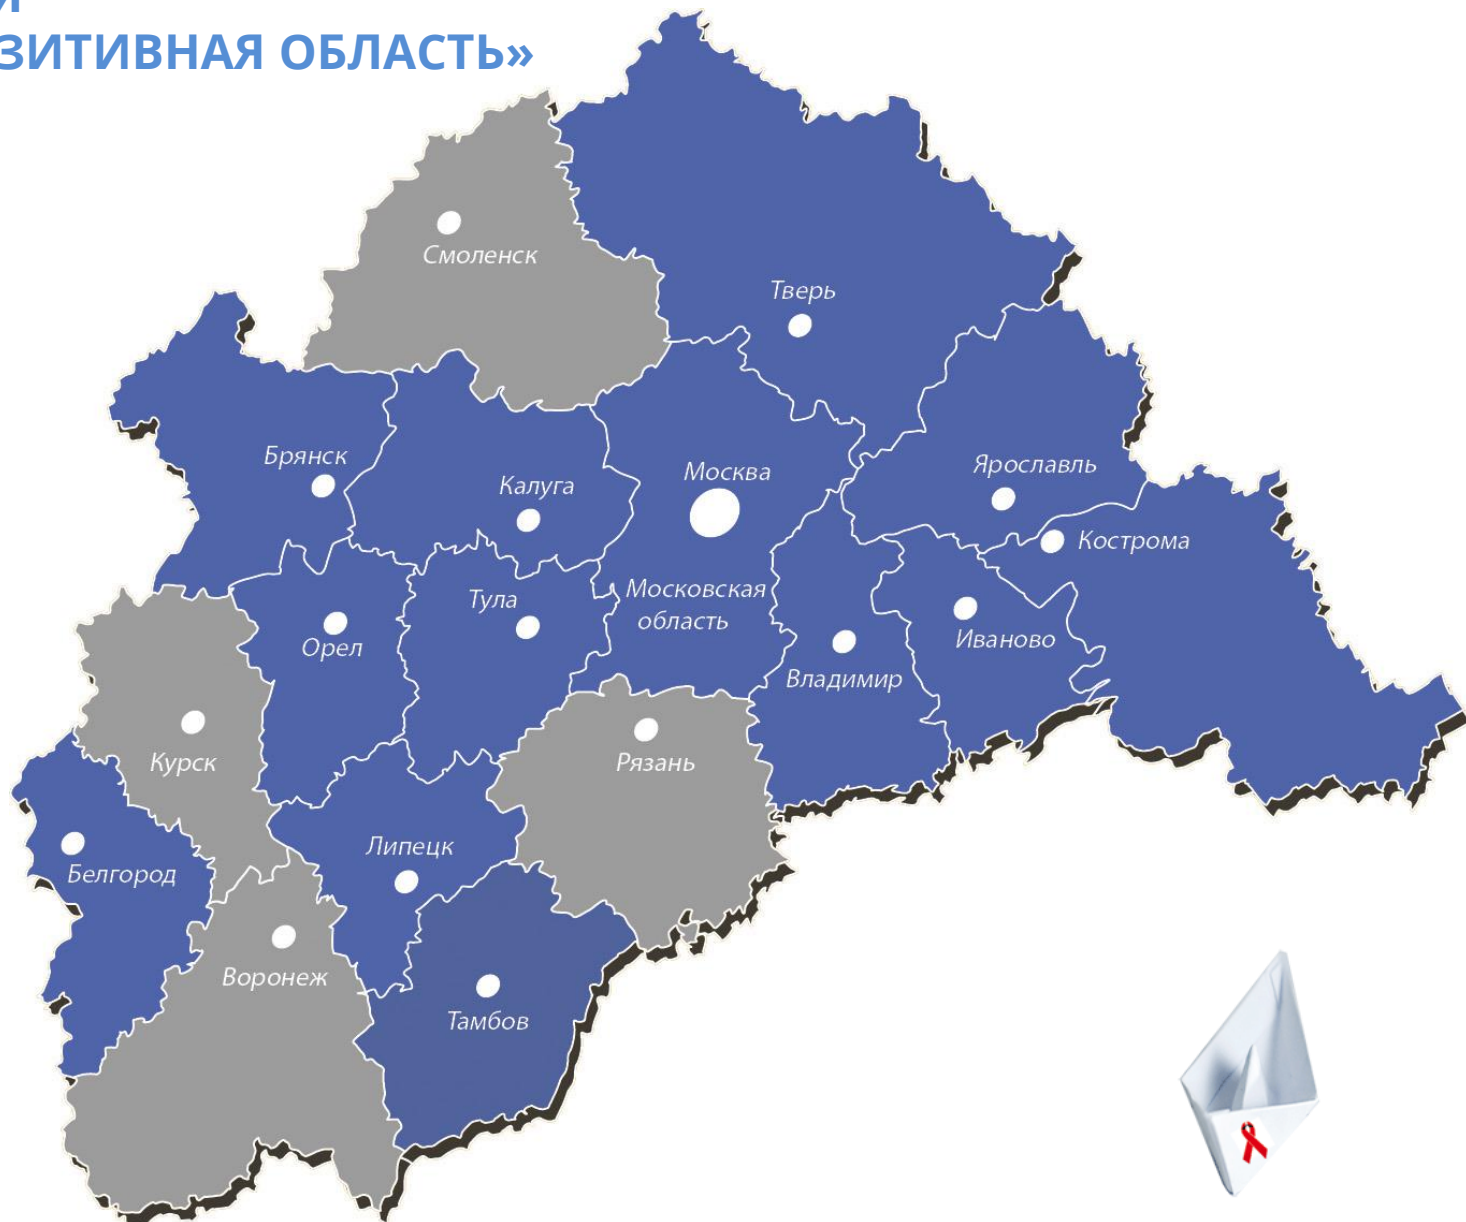 ЗИТИВНАЯ ОБЛАСТЬ»
Смоленск
Тверь
Брянск
Калуга
Москва
Ярославль
Кострома
Московская
область
Тула
Орел
Иваново
Владимир
Курск
Рязань
Липецк
Белгород
Воронеж
Тамбов